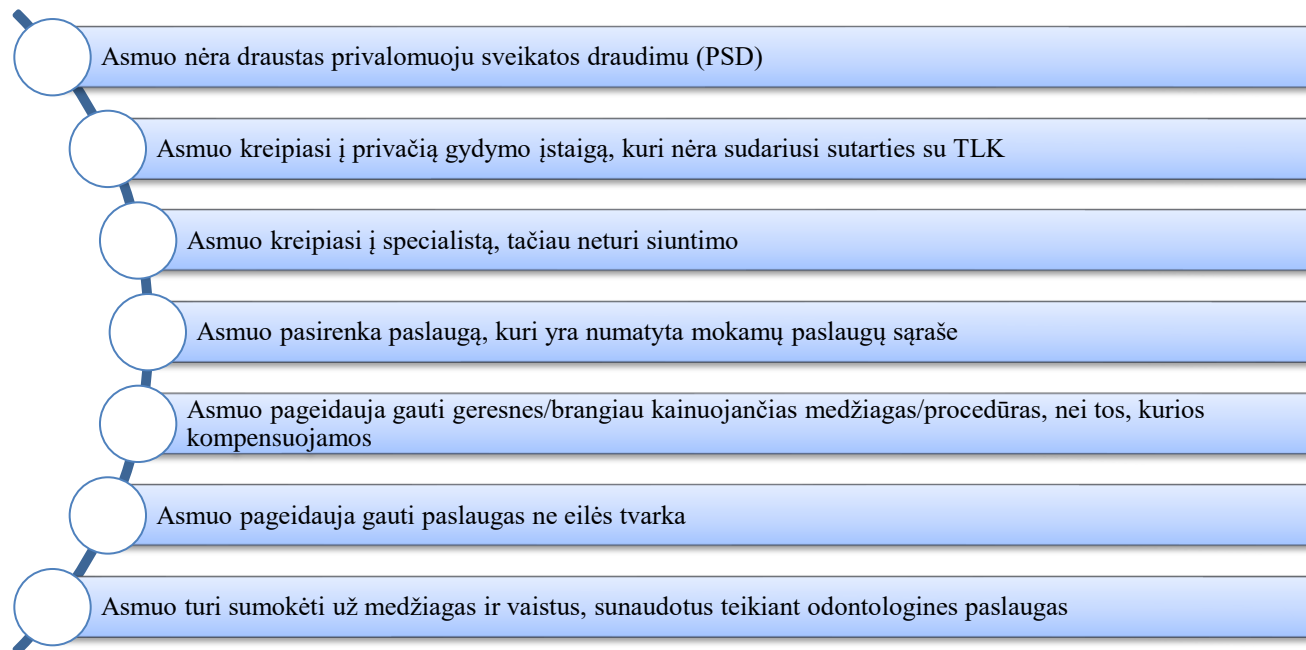 Asmuo nėra draustas privalomuoju sveikatos draudimu (PSD)
Asmuo kreipiasi į privačią gydymo įstaigą, kuri nėra sudariusi sutarties su TLK
Asmuo kreipiasi į specialistą, tačiau neturi siuntimo
Asmuo pasirenka paslaugą, kuri yra numatyta mokamų paslaugų sąraše
Asmuo pageidauja gauti geresnes/brangiau kainuojančias medžiagas/procedūras, nei tos, kurios
kompensuojamos
Asmuo pageidauja gauti paslaugas ne eilės tvarka
Asmuo turi sumokėti už medžiagas ir vaistus, sunaudotus teikiant odontologines paslaugas